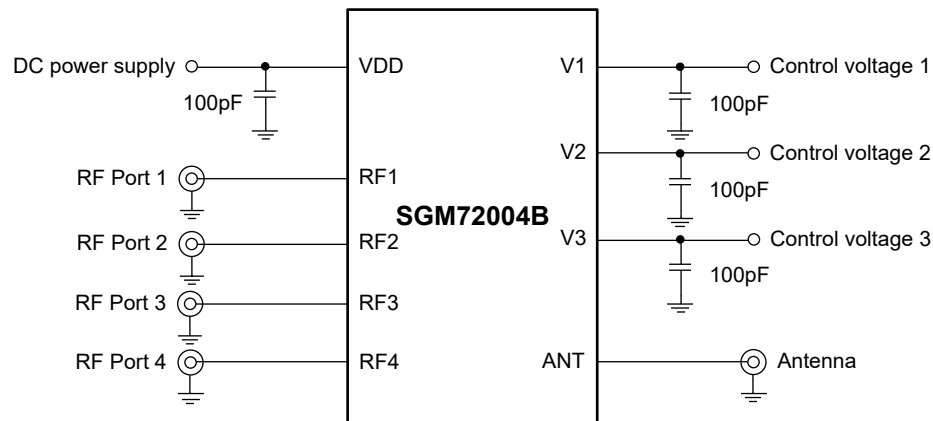 DC power supply
VDD
V1
Control voltage 1
100pF
100pF
V2
Control voltage 2
RF Port 1
RF1
100pF
SGM72004B
RF Port 2
RF2
V3
Control voltage 3
100pF
RF Port 3
RF3
RF Port 4
RF4
ANT
Antenna